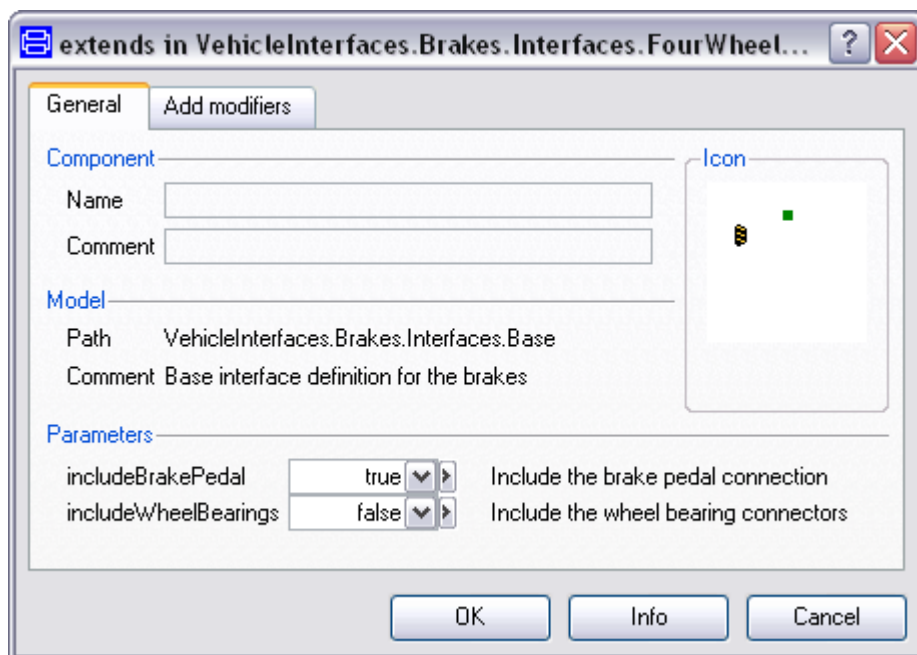 extends in VehicleInterfaces.Brakes.Interfaces.FourWheel... ?
General Add modifiers
Component Icon
Name
Comment
Model
Path VehicleInterfaces.Brakes.Interfaces.Base
Comment Base interface definition for the brakes
Parameters
includeBrakePedal true Include the brake pedal connection
includeWheelBearings false Include the wheel bearing connectors
OK Info Cancel